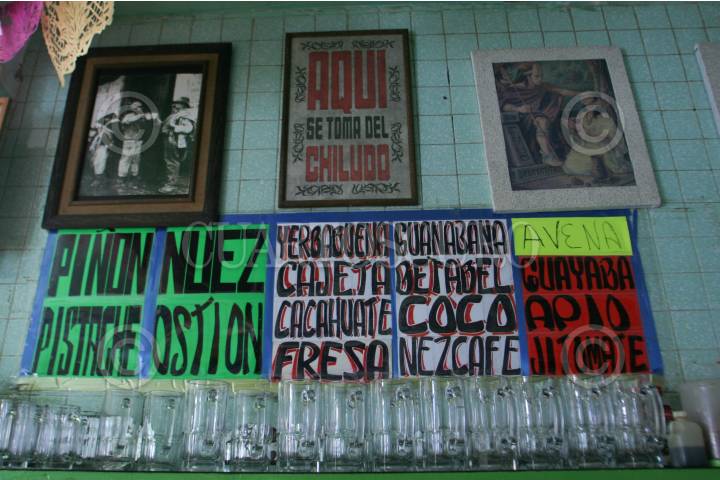 AQUI
SE TOMA DEL
CHILUDO
PIÑON
PISTACHE
NUEZ
OSTION
YERBABUENA
CAJETA
CACAHUATE
FRESA
GUANABANA
BETABEL
COCO
NEZCAFE
AVENA
GUAYABA
APIO
JITOMATE